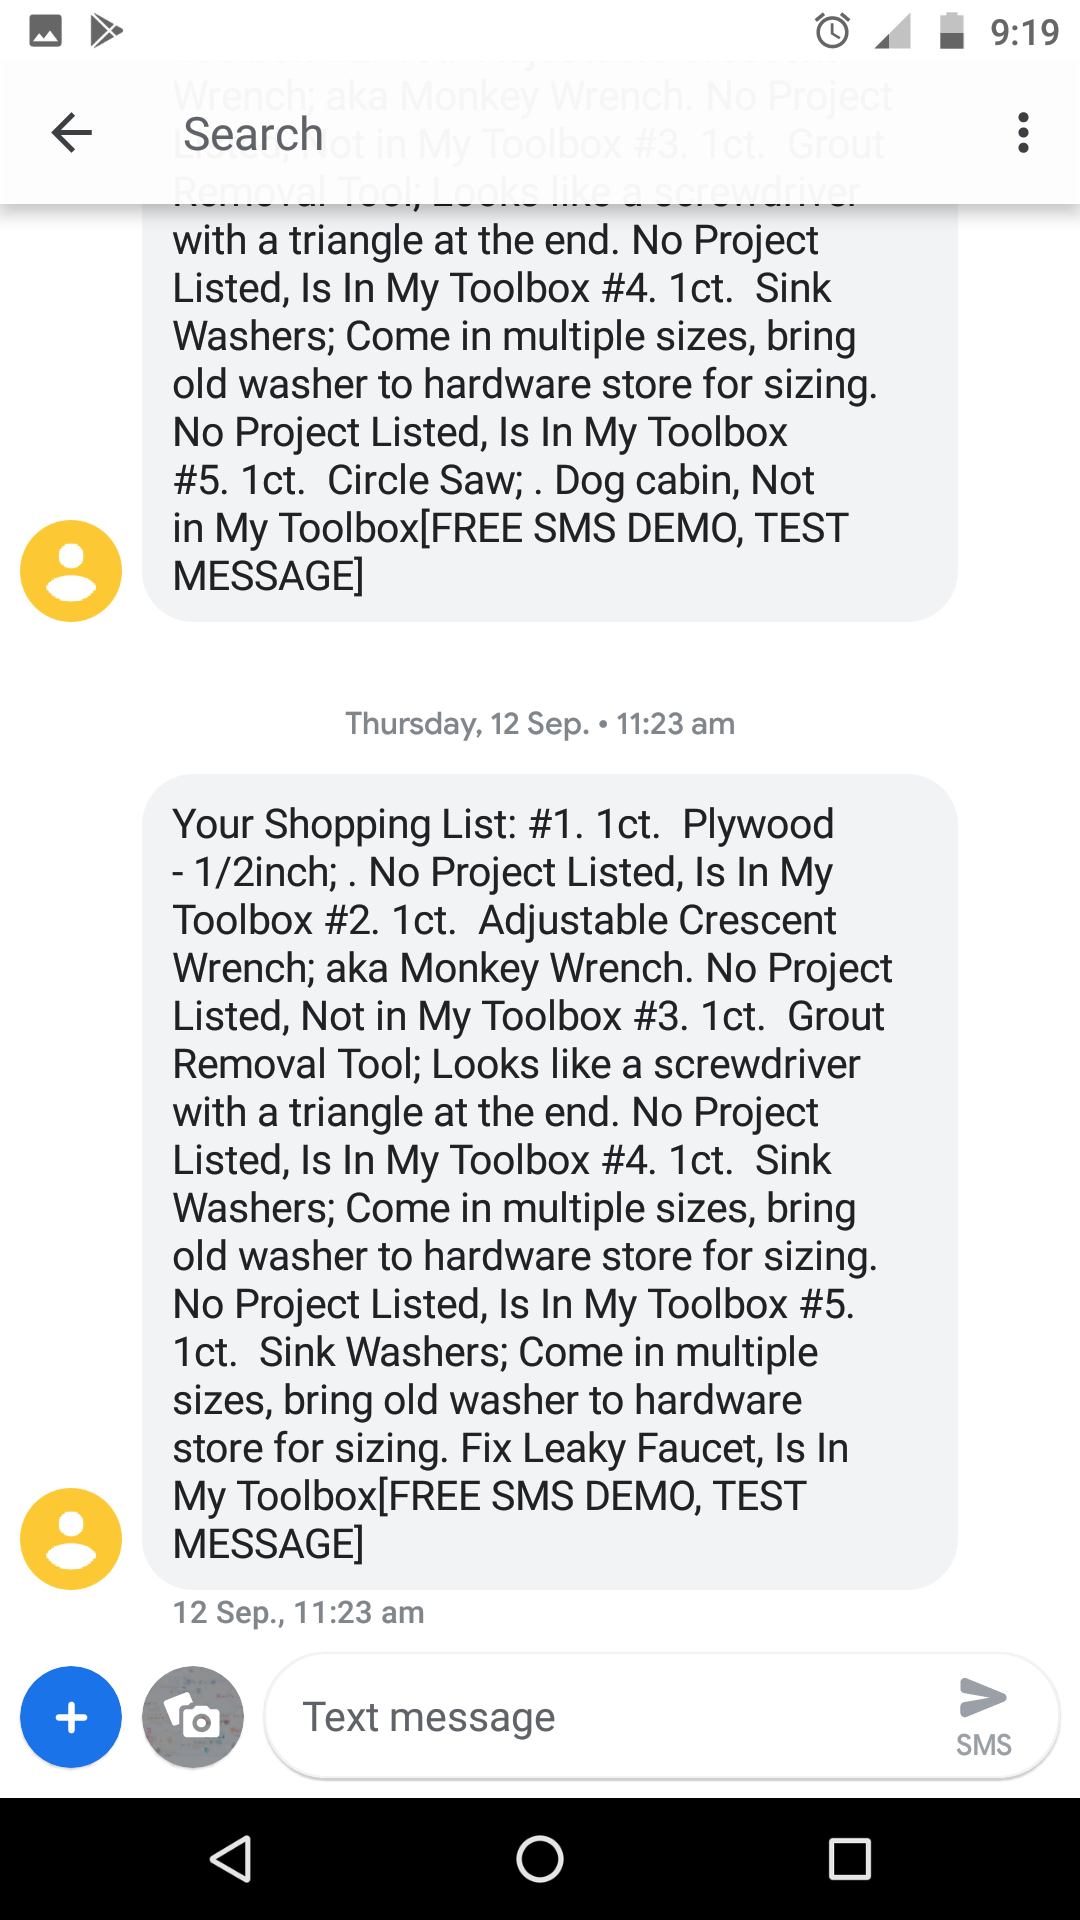 9:19
Wrench; aka Monkey Wrench. No Project
Search
Listed, Not in My Toolbox #3. 1ct.  Grout
Removal Tool; Looks like a screwdriver
with a triangle at the end. No Project
Listed, Is In My Toolbox #4. 1ct.  Sink
Washers; Come in multiple sizes, bring
old washer to hardware store for sizing.
No Project Listed, Is In My Toolbox
#5. 1ct.  Circle Saw; . Dog cabin, Not
in My Toolbox[FREE SMS DEMO, TEST
MESSAGE]
Thursday, 12 Sep. • 11:23 am
Your Shopping List: #1. 1ct.  Plywood
- 1/2inch; . No Project Listed, Is In My
Toolbox #2. 1ct.  Adjustable Crescent
Wrench; aka Monkey Wrench. No Project
Listed, Not in My Toolbox #3. 1ct.  Grout
Removal Tool; Looks like a screwdriver
with a triangle at the end. No Project
Listed, Is In My Toolbox #4. 1ct.  Sink
Washers; Come in multiple sizes, bring
old washer to hardware store for sizing.
No Project Listed, Is In My Toolbox #5.
1ct.  Sink Washers; Come in multiple
sizes, bring old washer to hardware
store for sizing. Fix Leaky Faucet, Is In
My Toolbox[FREE SMS DEMO, TEST
MESSAGE]
12 Sep., 11:23 am
Text message
SMS